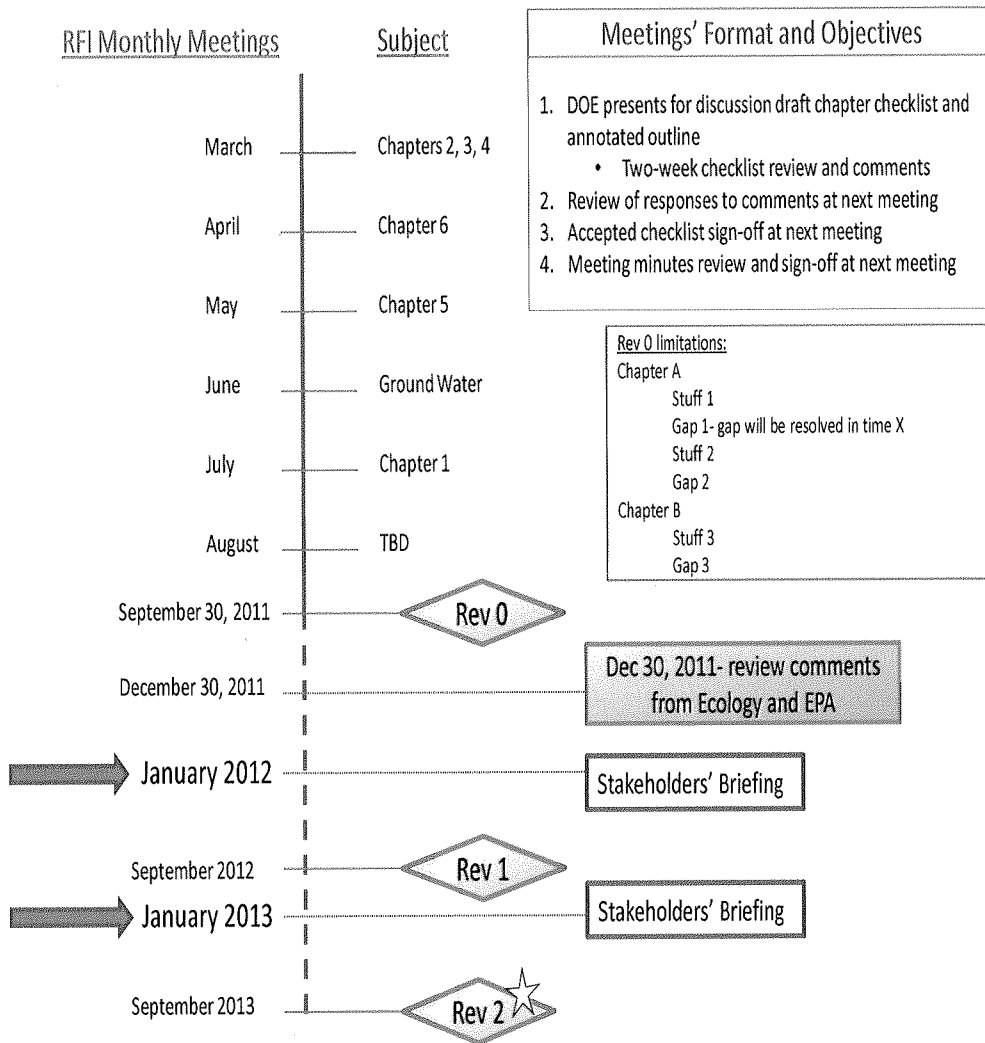 RFI Monthly Meetings
Subject
Meetings' Format and Objectives
1. DOE presents for discussion draft chapter checklist and
annotated outline
• Two-week checklist review and comments
2. Review of responses to comments at next meeting
3. Accepted checklist sign-off at next meeting
4. Meeting minutes review and sign-off at next meeting
March
Chapters 2, 3, 4
April
Chapter 6
May
Chapter 5
June
Ground Water
July
Chapter 1
August
TBD
Rev 0 limitations:
Chapter A
Stuff 1
Gap 1- gap will be resolved in time X
Stuff 2
Gap 2
Chapter B
Stuff 3
Gap 3
September 30, 2011
Rev 0
December 30, 2011
Dec 30, 2011- review comments
from Ecology and EPA
January 2012
Stakeholders' Briefing
September 2012
Rev 1
January 2013
Stakeholders' Briefing
September 2013
Rev 2